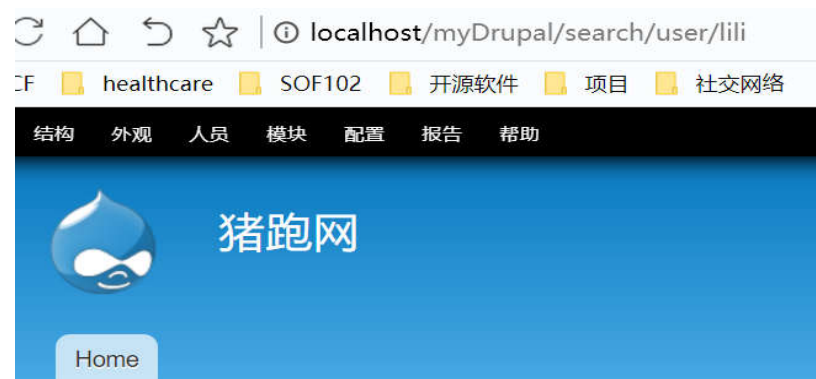 localhost/myDrupal/search/user/lili
CF healthcare SOF102 开源软件 项目 社交网络
结构 外观 人员 模块 配置 报告 帮助
猪跑网
Home